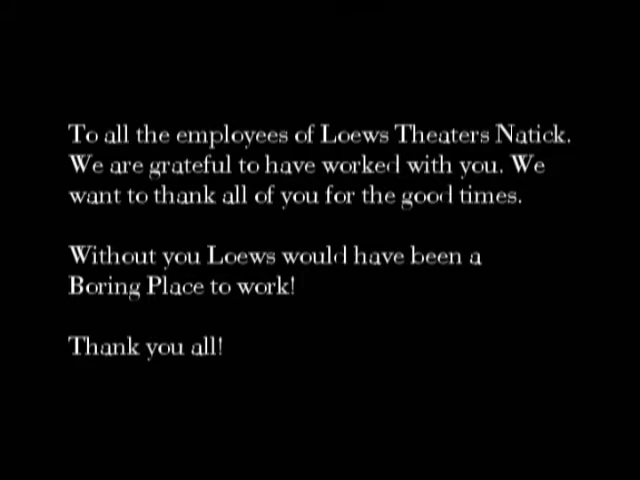 To all the employees of Loews Theaters Natick.
We are grateful to have worked with you. We
want to thank all of you for the good times.
Without you Loews would have been a
Boring Place to work!
Thank you all!